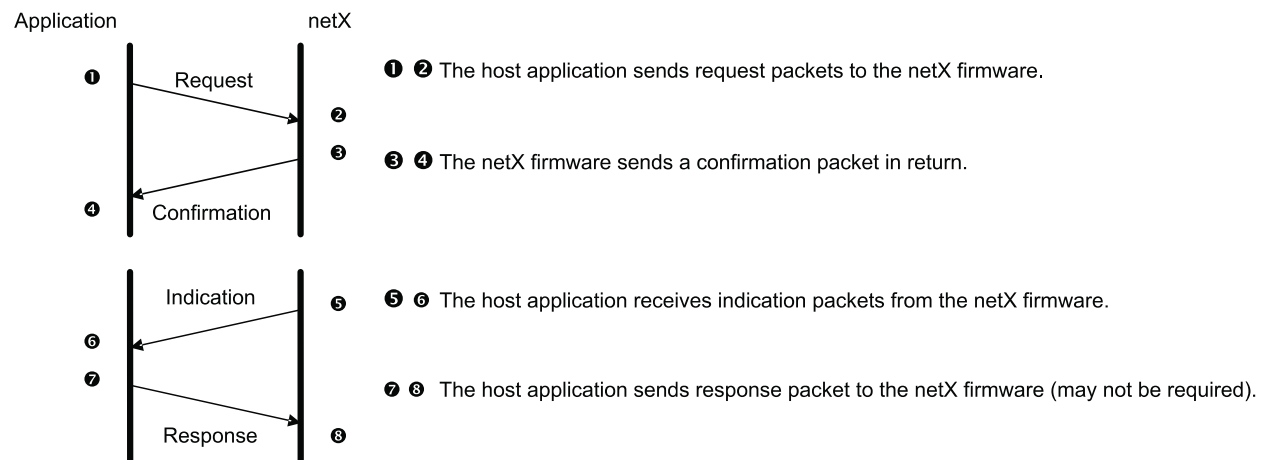 Application netX
❶ Request ❶ ❷ The host application sends request packets to the netX firmware.
❷
❸ ❸ ❹ The netX firmware sends a confirmation packet in return.
❹ Confirmation
Indication ❺ ❺ ❻ The host application receives indication packets from the netX firmware.
❻
❼ ❼ ❽ The host application sends response packet to the netX firmware (may not be required).
Response ❽